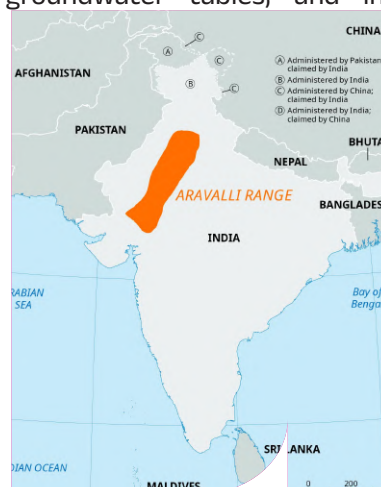 groundwater tables, and in
CHINA
Ⓒ
Ⓐ Administered by Pakistan;
claimed by India
Ⓐ
Ⓒ
AFGHANISTAN
Ⓑ Administered by India
Ⓑ
Ⓒ
Ⓒ Administered by China;
claimed by India
Ⓓ Administered by India;
claimed by China
PAKISTAN
BHUTA
NEPAL
ARAVALLI RANGE
BANGLADES
INDIA
RABIAN
SEA
Bay of
Benga
SRI LANKA
DIAN OCEAN
MALDIVES
0 200